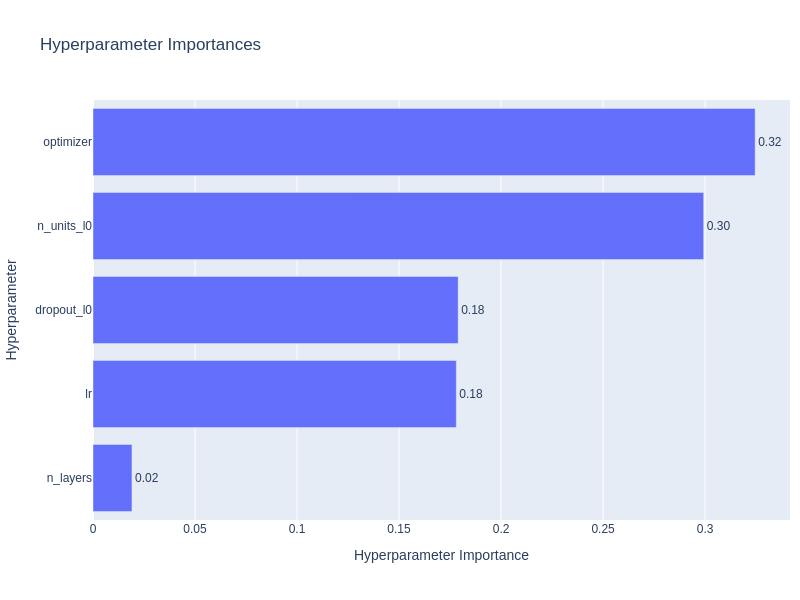 Hyperparameter Importances
Hyperparameter
optimizer
0.32
n_units_l0
0.30
dropout_l0
0.18
lr
0.18
n_layers
0.02
0
0.05
0.1
0.15
0.2
0.25
0.3
Hyperparameter Importance